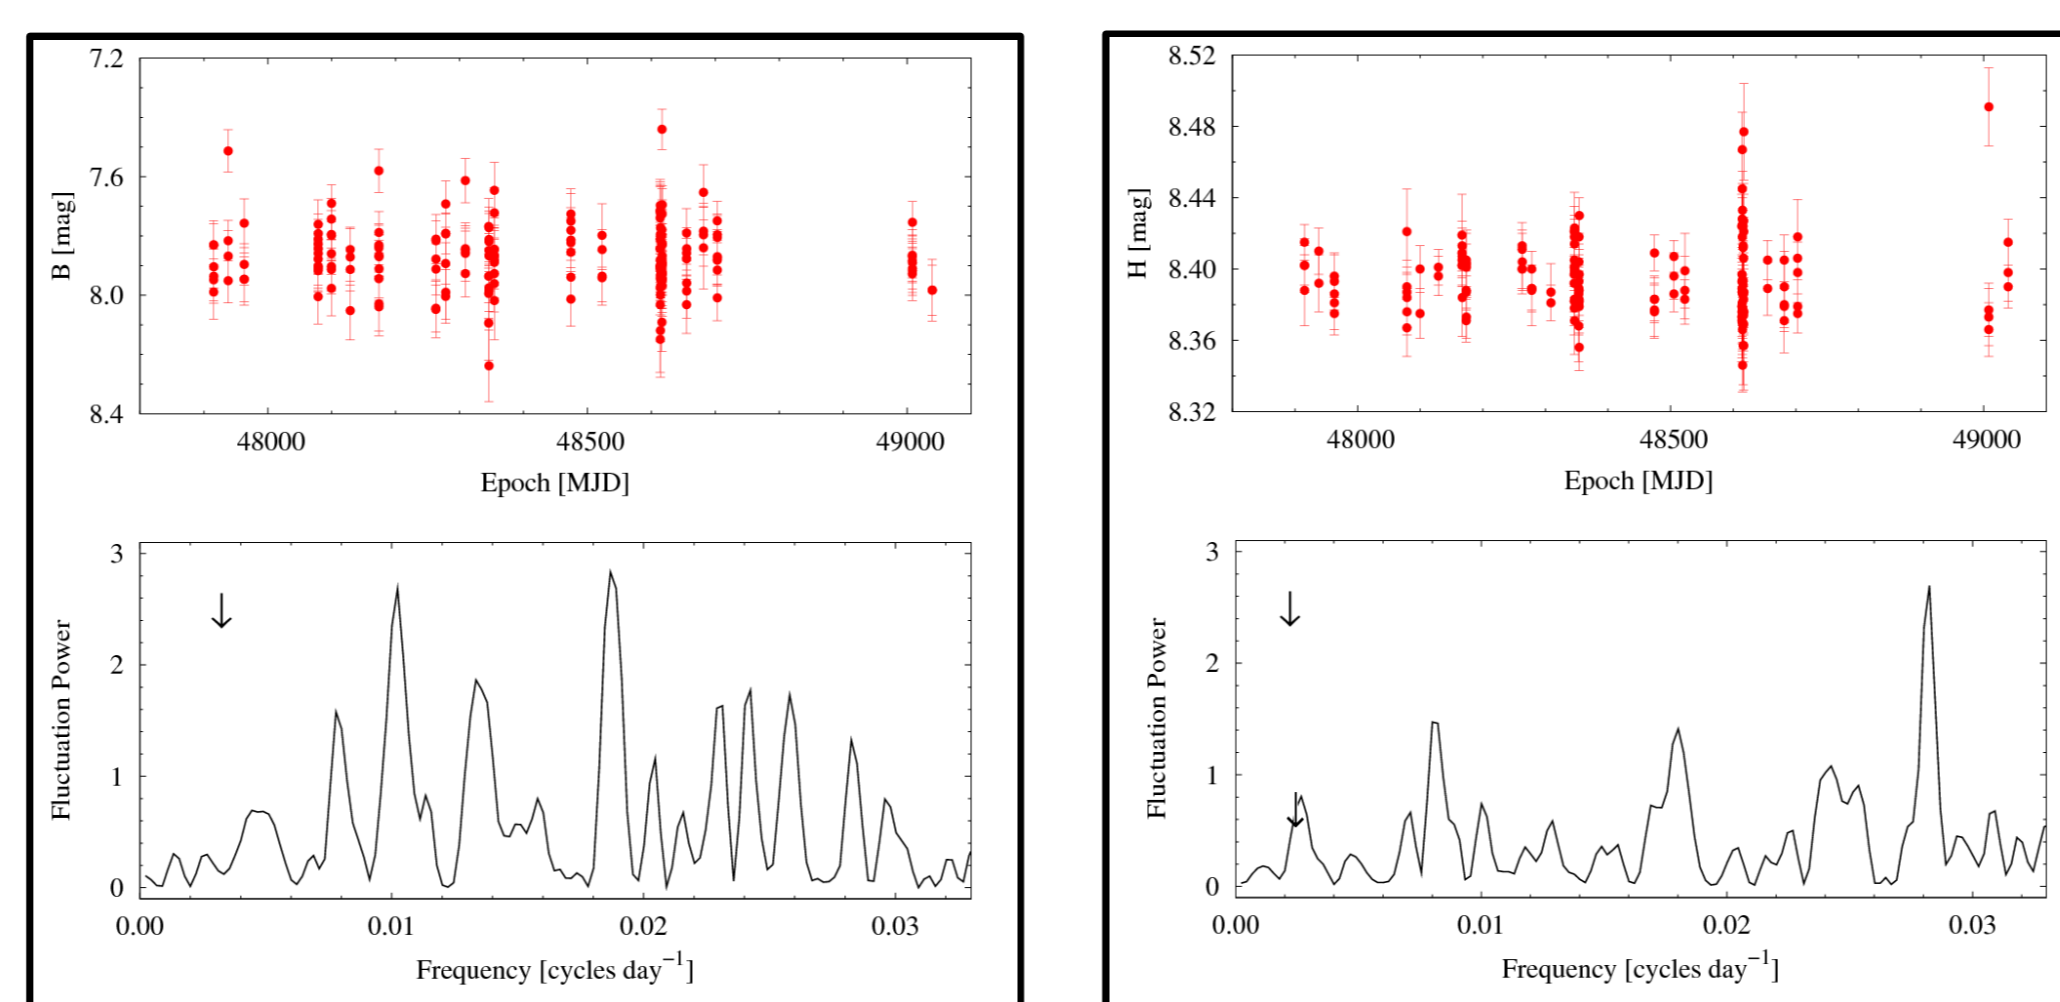 7.2
7.6
8.0
8.4
B [mag]
48000 48500 49000
Epoch [MJD]
3
2
1
0
Fluctuation Power
0.00 0.01 0.02 0.03
Frequency [cycles day−1]
8.52
8.48
8.44
8.40
8.36
8.32
H [mag]
48000 48500 49000
Epoch [MJD]
3
2
1
0
Fluctuation Power
0.00 0.01 0.02 0.03
Frequency [cycles day−1]